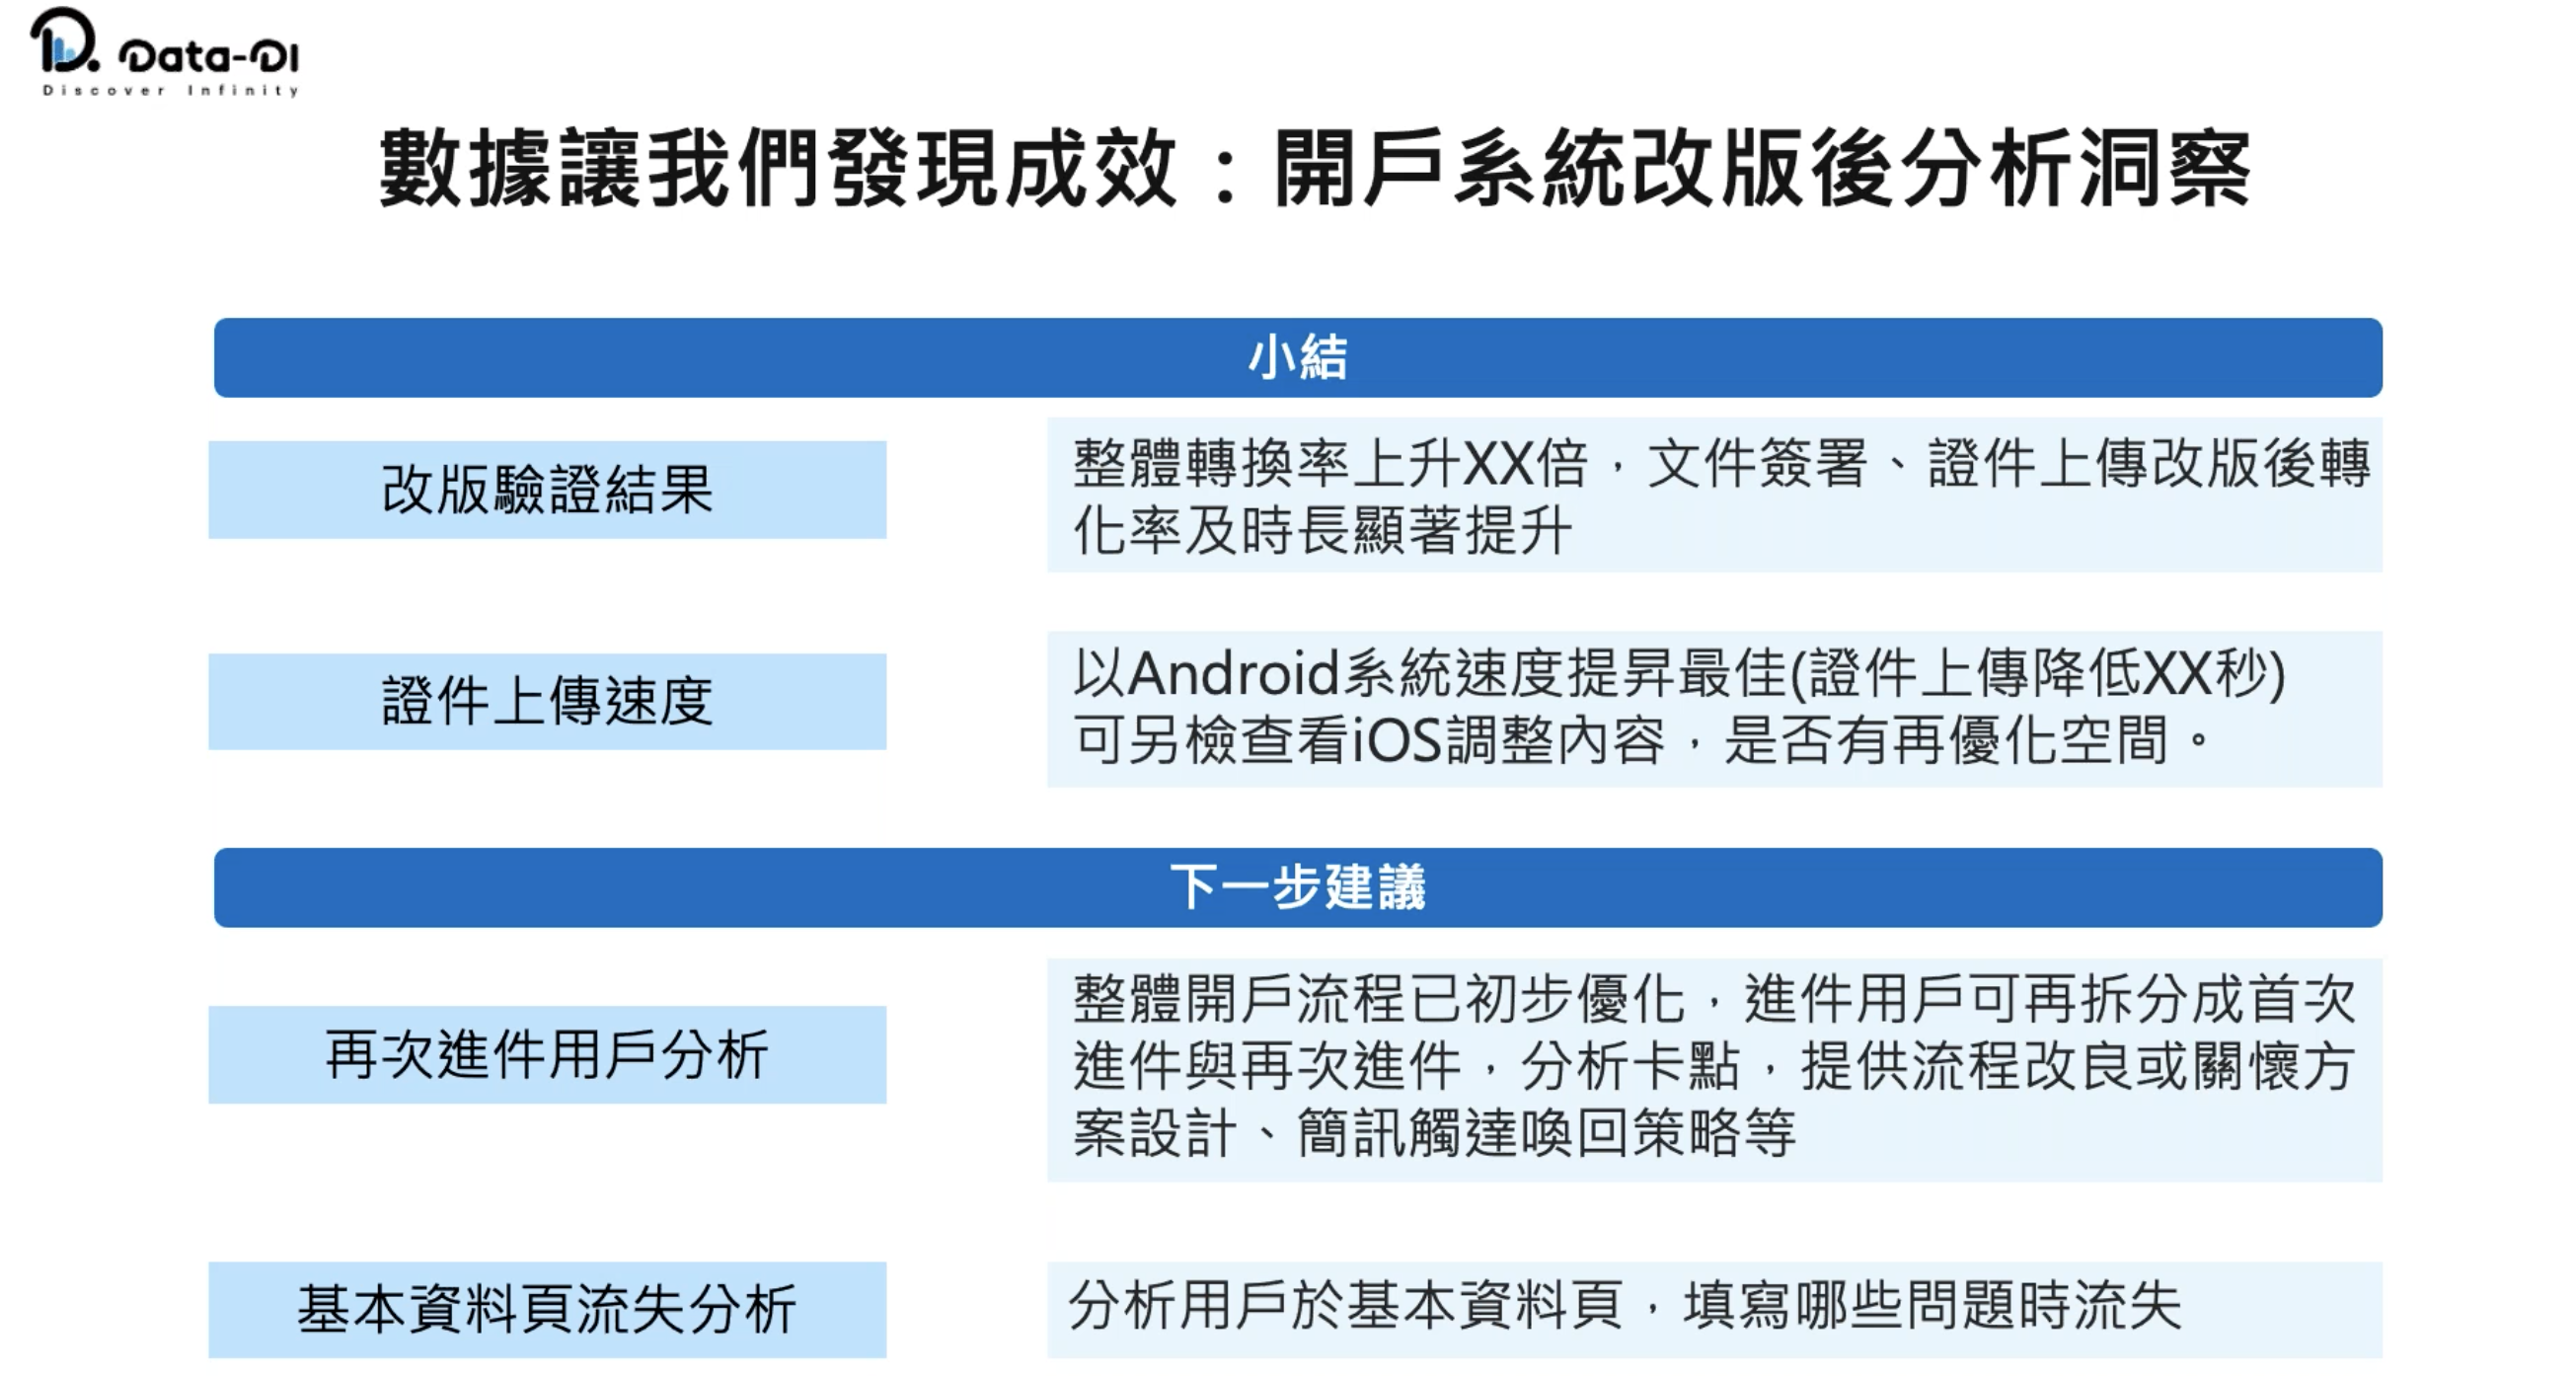 Data-DI
Discover Infinity
數據讓我們發現成效：開戶系統改版後分析洞察
小結
改版驗證結果
整體轉換率上升XX倍，文件簽署、證件上傳改版後轉
化率及時長顯著提升
證件上傳速度
以Android系統速度提昇最佳(證件上傳降低XX秒)
可另檢查看iOS調整內容，是否有再優化空間。
下一步建議
再次進件用戶分析
整體開戶流程已初步優化，進件用戶可再拆分成首次
進件與再次進件，分析卡點，提供流程改良或關懷方
案設計、簡訊觸達喚回策略等
基本資料頁流失分析
分析用戶於基本資料頁，填寫哪些問題時流失